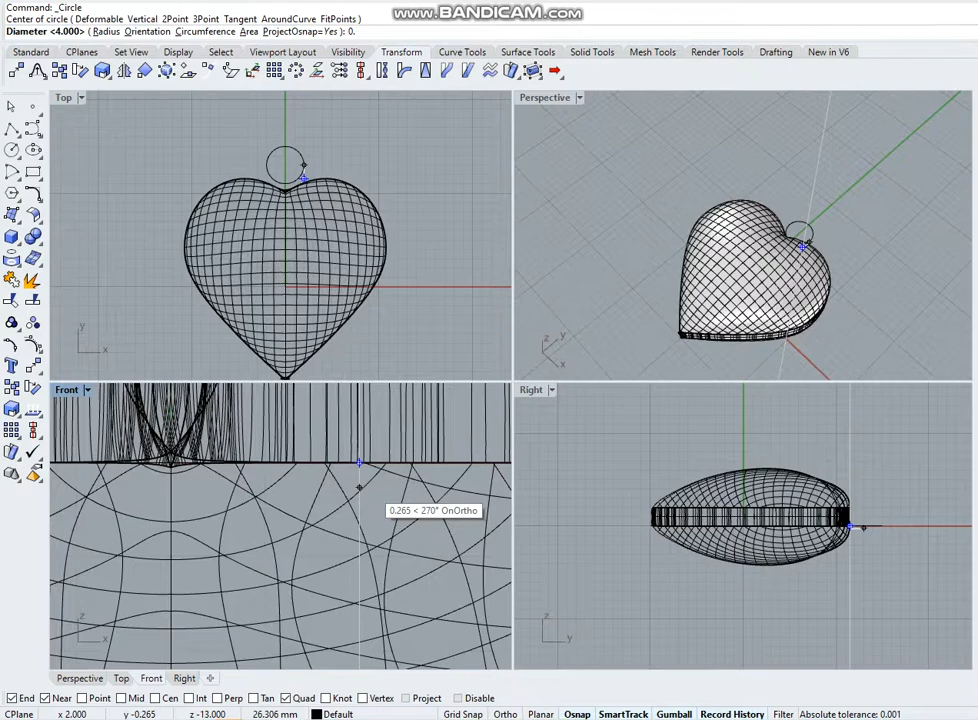 Command: _Circle
www.BANDICAM.com
Center of circle ( Deformable Vertical 2Point 3Point Tangent AroundCurve FitPoints ):
Diameter <4.000> ( Radius Orientation Circumference Area ProjectOsnap=Yes ): 0.
Standard CPlanes Set View Display Select Viewport Layout Visibility Transform Curve Tools Surface Tools Solid Tools Mesh Tools Render Tools Drafting New in V6
Top
y
x
Perspective
z y
x
Front
0.265 < 270° OnOrtho
z
x
Right
z
y
Perspective Top Front Right
End Near Point Mid Cen Int Perp Tan Quad Knot Vertex Project Disable
CPlane x 2.000 y -0.265 z -13.000 26.306 mm Default Grid Snap Ortho Planar Osnap SmartTrack Gumball Record History Filter Absolute tolerance: 0.001